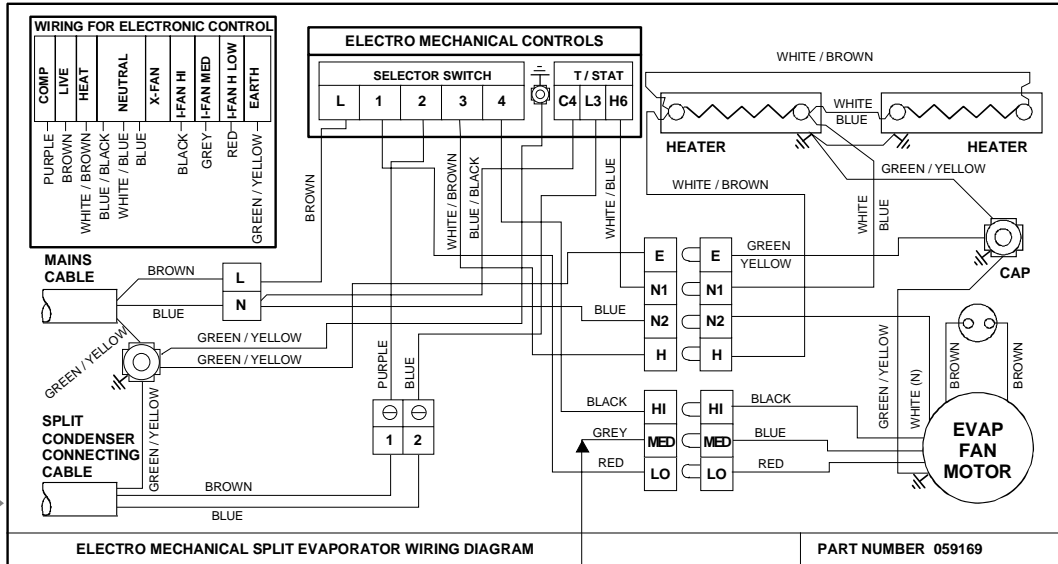 WIRING FOR ELECTRONIC CONTROL
COMP
LIVE
HEAT
NEUTRAL
X-FAN
I-FAN HI
I-FAN MED
I-FAN H LOW
EARTH
PURPLE
BROWN
WHITE / BROWN
BLUE / BLACK
WHITE / BLUE
BLUE
BLACK
GREY
RED
GREEN / YELLOW
ELECTRO MECHANICAL CONTROLS
SELECTOR SWITCH
T / STAT
L 1 2 3 4 C4 L3 H6
WHITE / BROWN
HEATER
WHITE
BLUE
HEATER
GREEN / YELLOW
WHITE / BROWN
WHITE
BLUE
BROWN
WHITE / BROWN
BLUE / BLACK
WHITE / BLUE
MAINS
CABLE
BROWN
BLUE
L
N
GREEN / YELLOW
GREEN / YELLOW
GREEN / YELLOW
BLUE
E E
N1 N1
N2 N2
H H
GREEN
YELLOW
CAP
PURPLE
BLUE
1 2
GREEN / YELLOW
WHITE (N)
BROWN
BROWN
BLACK
GREY
RED
HI HI
MED MED
LO LO
BLACK
BLUE
RED
EVAP
FAN
MOTOR
SPLIT
CONDENSER
CONNECTING
CABLE
GREEN / YELLOW
BROWN
BLUE
ELECTRO MECHANICAL SPLIT EVAPORATOR WIRING DIAGRAM
PART NUMBER 059169